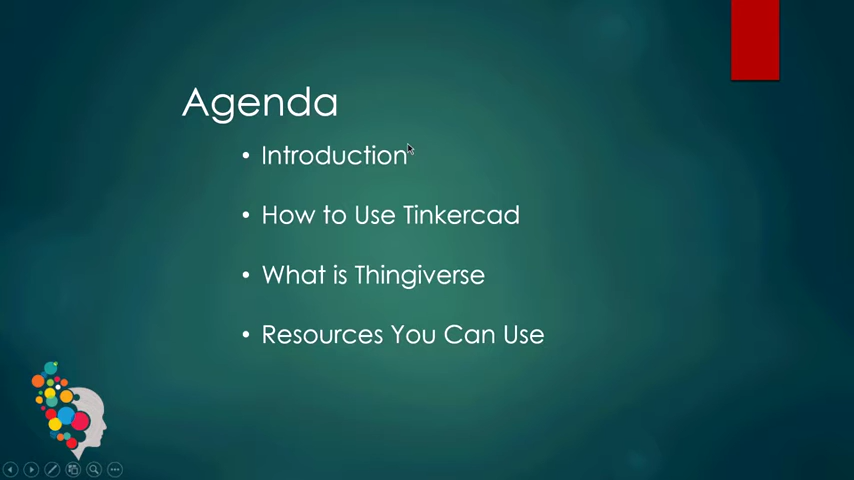 Agenda
• Introduction
• How to Use Tinkercad
• What is Thingiverse
• Resources You Can Use